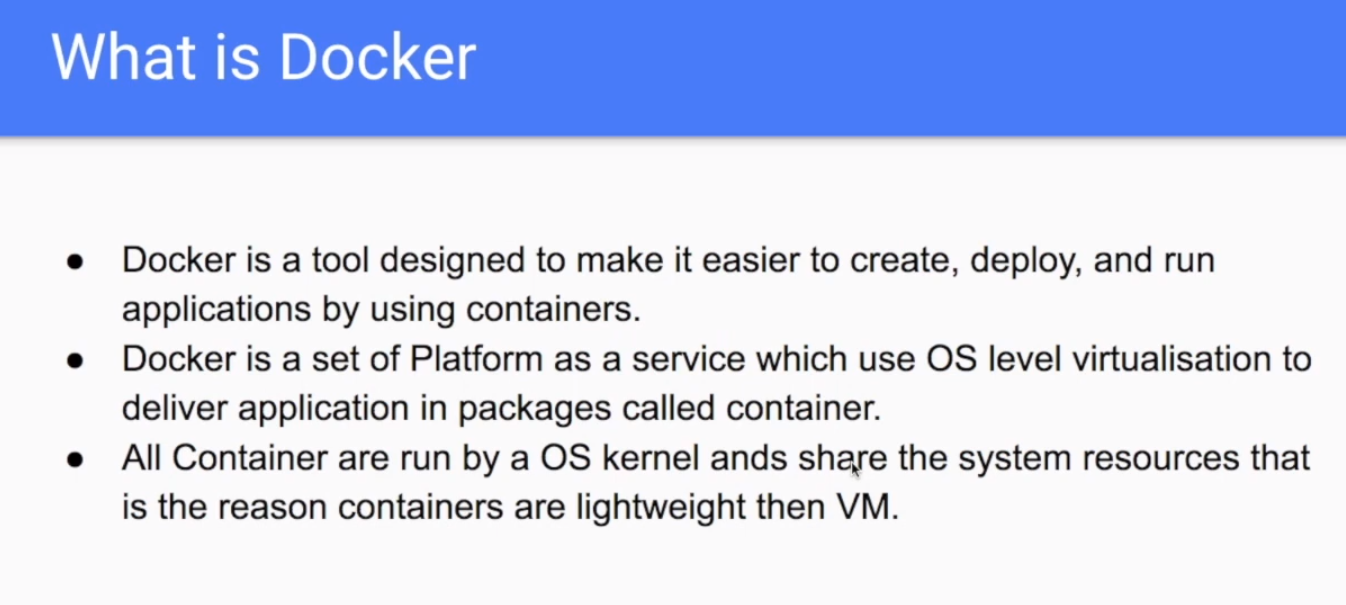 What is Docker
● Docker is a tool designed to make it easier to create, deploy, and run
applications by using containers.
● Docker is a set of Platform as a service which use OS level virtualisation to
deliver application in packages called container.
● All Container are run by a OS kernel ands share the system resources that
is the reason containers are lightweight then VM.